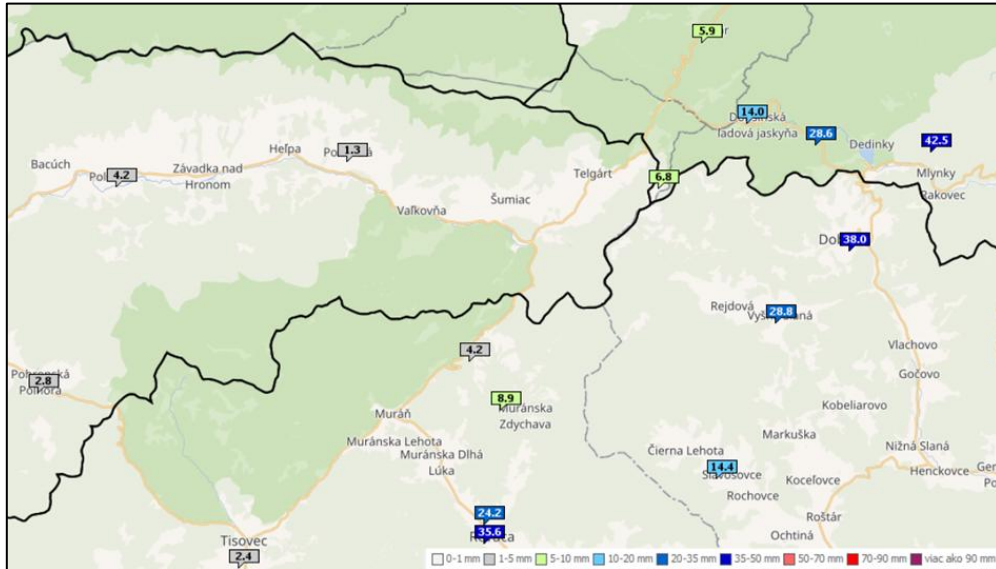 5.9
14.0
ľadová jaskyňa
28.6
Dedinky
42.5
Mlynky
Rakovec
Heľpa
1.3
Bacúch
4.2
Závadka nad
Hronom
Telgárt
6.8
Šumiac
Vaľkovňa
38.0
Rejdová
28.8
Vlachovo
4.2
Gočovo
Pohronská
2.8
8.9
Muránska
Zdychava
Muráň
Kobeliarovo
Markuška
Muránska Lehota
Muránska Dlhá
Lúka
Čierna Lehota
Nižná Slaná
14.4
Henckovce
Koceľovce
Rochovce
24.2
Roštár
35.6
Ochtiná
Tisovec
2.4
0-1 mm 1-5 mm 5-10 mm 10-20 mm 20-35 mm 35-50 mm 50-70 mm 70-90 mm viac ako 90 mm